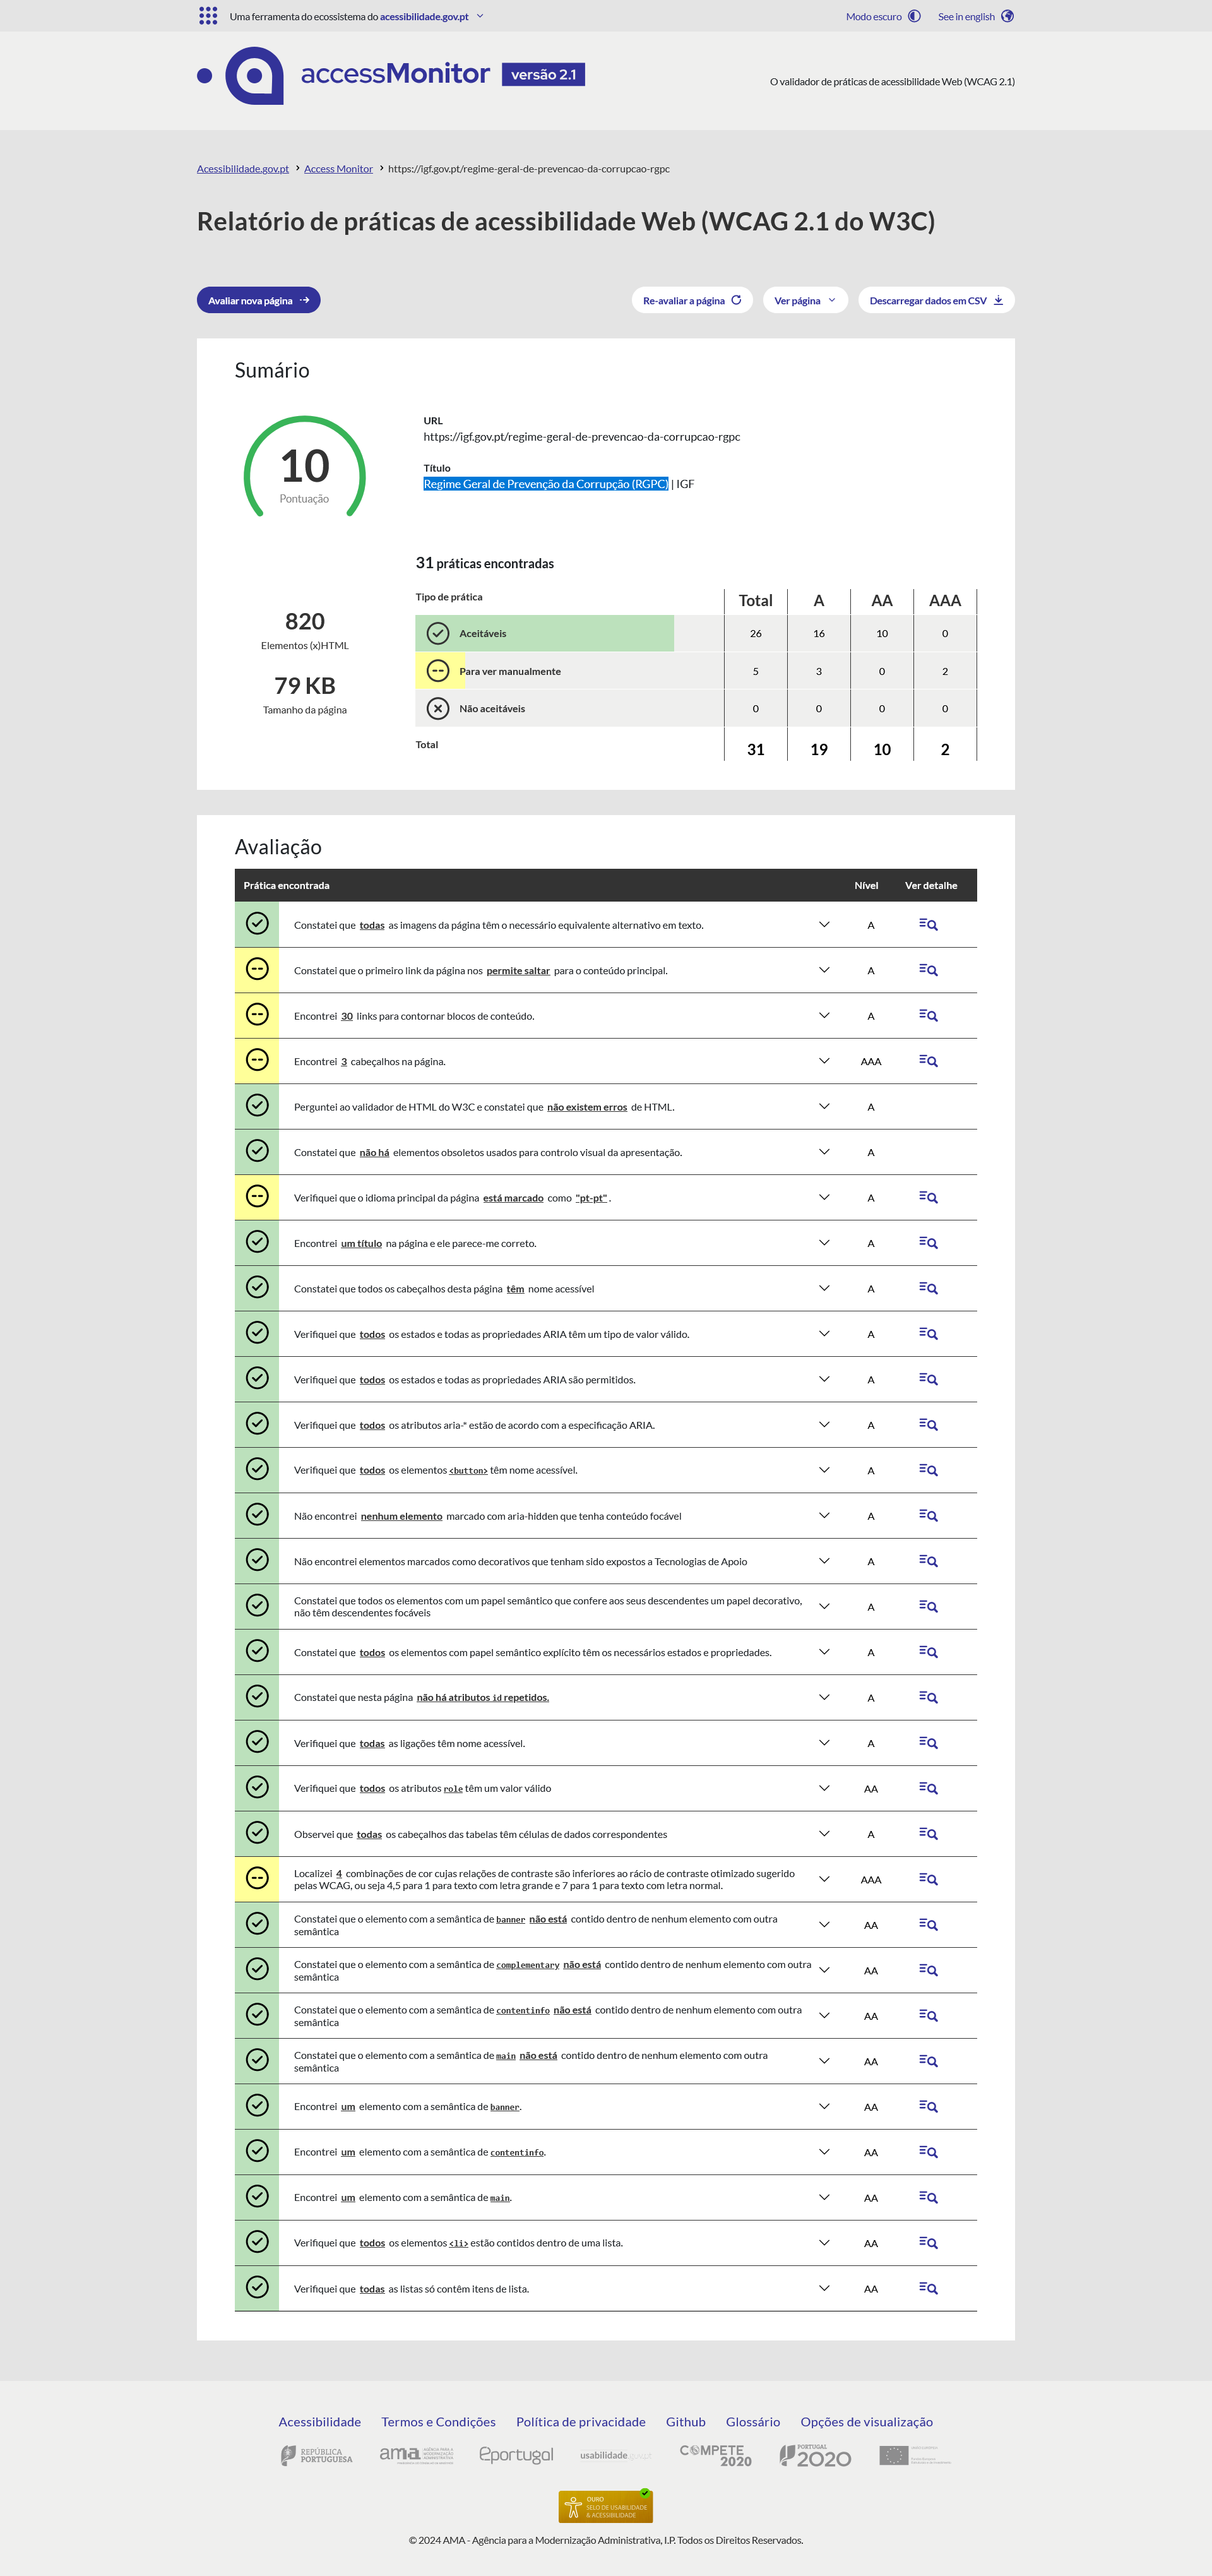 Uma ferramenta do ecossistema do acessibilidade.gov.pt
Modo escuro
See in english
accessMonitor versão 2.1
O validador de práticas de acessibilidade Web (WCAG 2.1)
Acessibilidade.gov.pt > Access Monitor > https://igf.gov.pt/regime-geral-de-prevencao-da-corrupcao-rgpc
Relatório de práticas de acessibilidade Web (WCAG 2.1 do W3C)
Avaliar nova página
Re-avaliar a página
Ver página
Descarregar dados em CSV
Sumário
10
Pontuação
URL
https://igf.gov.pt/regime-geral-de-prevencao-da-corrupcao-rgpc
Título
Regime Geral de Prevenção da Corrupção (RGPC) | IGF
820
Elementos (x)HTML
79 KB
Tamanho da página
31 práticas encontradas
Tipo de prática Total A AA AAA
Aceitáveis 26 16 10 0
Para ver manualmente 5 3 0 2
Não aceitáveis 0 0 0 0
Total 31 19 10 2
Avaliação
Prática encontrada Nível Ver detalhe
Constatei que todas as imagens da página têm o necessário equivalente alternativo em texto. A
Constatei que o primeiro link da página nos permite saltar para o conteúdo principal. A
Encontrei 30 links para contornar blocos de conteúdo. A
Encontrei 3 cabeçalhos na página. AAA
Perguntei ao validador de HTML do W3C e constatei que não existem erros de HTML. A
Constatei que não há elementos obsoletos usados para controlo visual da apresentação. A
Verifiquei que o idioma principal da página está marcado como "pt-pt" . A
Encontrei um título na página e ele parece-me correto. A
Constatei que todos os cabeçalhos desta página têm nome acessível A
Verifiquei que todos os estados e todas as propriedades ARIA têm um tipo de valor válido. A
Verifiquei que todos os estados e todas as propriedades ARIA são permitidos. A
Verifiquei que todos os atributos aria-* estão de acordo com a especificação ARIA. A
Verifiquei que todos os elementos <button> têm nome acessível. A
Não encontrei nenhum elemento marcado com aria-hidden que tenha conteúdo focável A
Não encontrei elementos marcados como decorativos que tenham sido expostos a Tecnologias de Apoio A
Constatei que todos os elementos com um papel semântico que confere aos seus descendentes um papel decorativo,
não têm descendentes focáveis A
Constatei que todos os elementos com papel semântico explícito têm os necessários estados e propriedades. A
Constatei que nesta página não há atributos id repetidos. A
Verifiquei que todas as ligações têm nome acessível. A
Verifiquei que todos os atributos role têm um valor válido AA
Observei que todas os cabeçalhos das tabelas têm células de dados correspondentes A
Localizei 4 combinações de cor cujas relações de contraste são inferiores ao rácio de contraste otimizado sugerido
pelas WCAG, ou seja 4,5 para 1 para texto com letra grande e 7 para 1 para texto com letra normal. AAA
Constatei que o elemento com a semântica de banner não está contido dentro de nenhum elemento com outra
semântica AA
Constatei que o elemento com a semântica de complementary não está contido dentro de nenhum elemento com outra
semântica AA
Constatei que o elemento com a semântica de contentinfo não está contido dentro de nenhum elemento com outra
semântica AA
Constatei que o elemento com a semântica de main não está contido dentro de nenhum elemento com outra
semântica AA
Encontrei um elemento com a semântica de banner. AA
Encontrei um elemento com a semântica de contentinfo. AA
Encontrei um elemento com a semântica de main. AA
Verifiquei que todos os elementos <li> estão contidos dentro de uma lista. AA
Verifiquei que todas as listas só contêm itens de lista. AA
Acessibilidade Termos e Condições Política de privacidade Github Glossário Opções de visualização
REPÚBLICA
PORTUGUESA
ama
eportugal
usabilidade
COMPETE
2020
PORTUGAL
2020
OURO
SELO DE USABILIDADE
& ACESSIBILIDADE
© 2024 AMA - Agência para a Modernização Administrativa, I.P. Todos os Direitos Reservados.